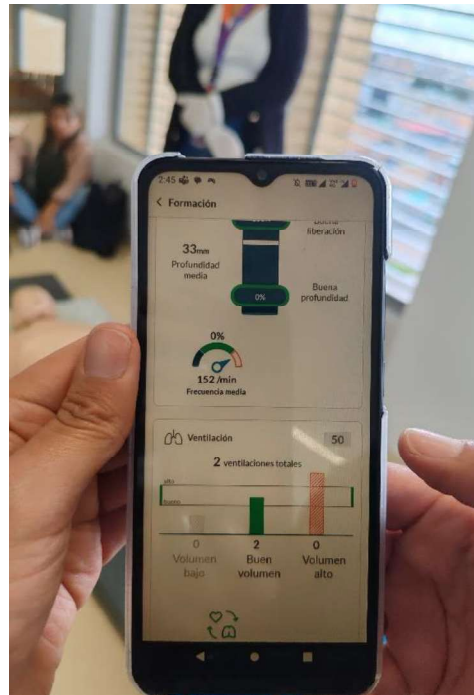 2:45
Formación
liberación
33mm
Profundidad
media
Buena
profundidad
0%
0%
152 /min
Frecuencia media
Ventilación
50
2 ventilaciones totales
alto
bueno
0
2
0
Volumen
bajo
Buen
volumen
Volumen
alto